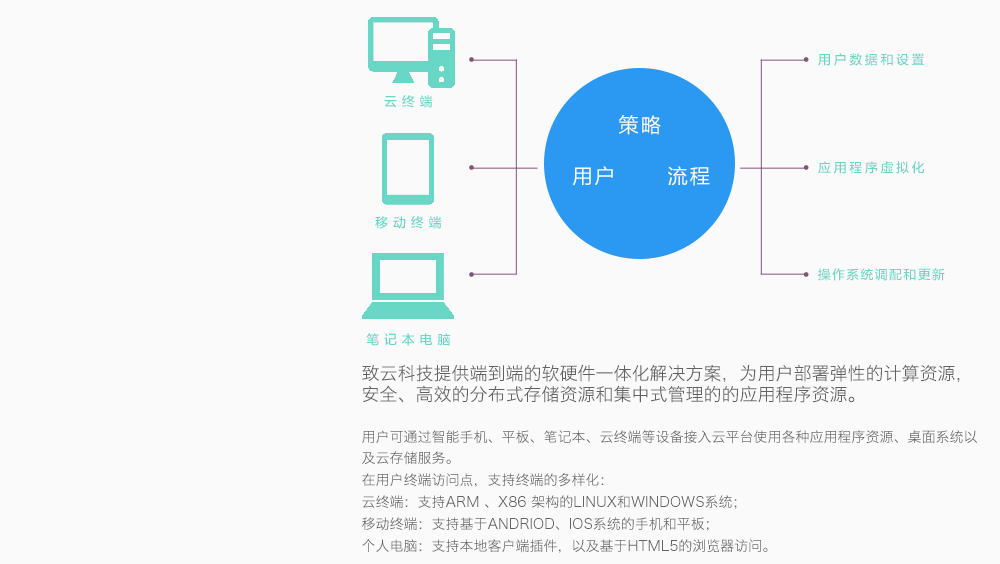 云终端
移动终端
笔记本电脑
策略
用户 流程
用户数据和设置
应用程序虚拟化
操作系统调配和更新
致云科技提供端到端的软硬件一体化解决方案，为用户部署弹性的计算资源，
安全、高效的分布式存储资源和集中式管理的的应用程序资源。
用户可通过智能手机、平板、笔记本、云终端等设备接入云平台使用各种应用程序资源、桌面系统以
及云存储服务。
在用户终端访问点，支持终端的多样化：
云终端：支持ARM 、X86 架构的LINUX和WINDOWS系统；
移动终端：支持基于ANDRIOD、IOS系统的手机和平板；
个人电脑：支持本地客户端插件，以及基于HTML5的浏览器访问。